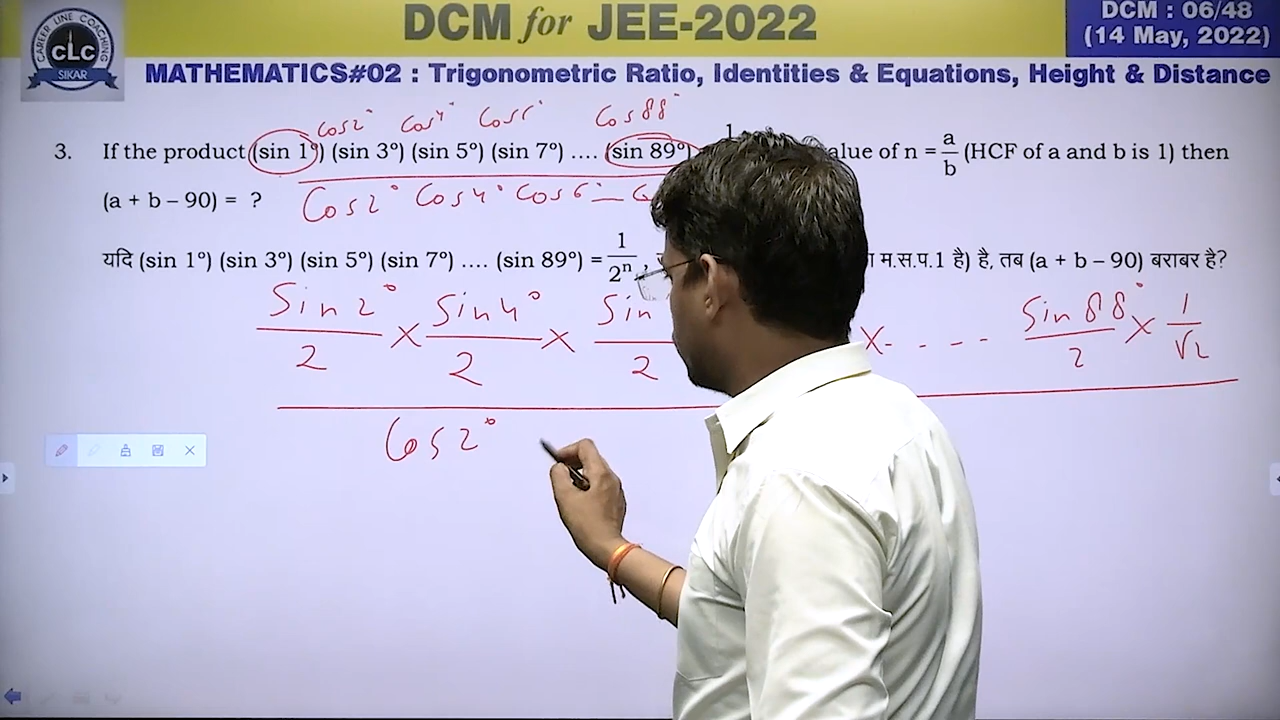 DCM for JEE-2022
DCM : 06/48
(14 May, 2022)
CAREER LINE COACHING
CLC
SIKAR
MATHEMATICS#02 : Trigonometric Ratio, Identities & Equations, Height & Distance
Cos2° Cos4° Cos6° Cos88°
3. If the product (sin 1°) (sin 3°) (sin 5°) (sin 7°) .... (sin 89°) = 1 alue of n = a/b (HCF of a and b is 1) then
(a + b – 90) = ?
Cos2° Cos4° Cos6° —
यदि (sin 1°) (sin 3°) (sin 5°) (sin 7°) .... (sin 89°) = 1/2ⁿ, म.स.प.1 है) है, तब (a + b – 90) बराबर है?
Sin2°/2 × Sin4°/2 × Sin/2 × . . . . Sin88°/2 × 1/√2
Cos2°